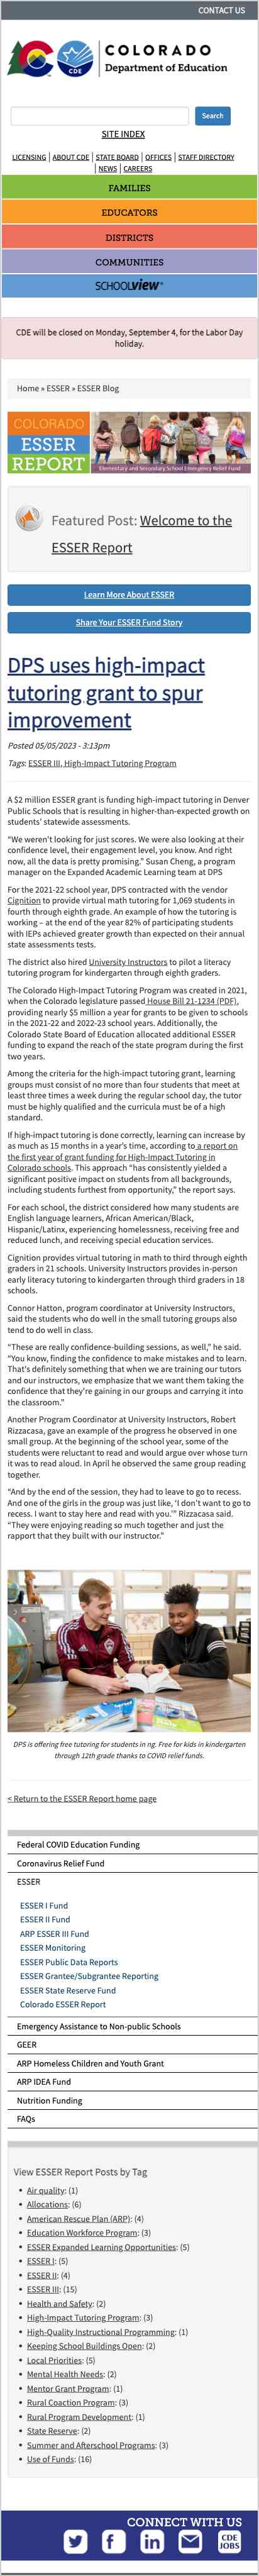 CONTACT US
CDE
COLORADO
Department of Education
Search
SITE INDEX
LICENSING | ABOUT CDE | STATE BOARD | OFFICES | STAFF DIRECTORY
| NEWS | CAREERS
FAMILIES
EDUCATORS
DISTRICTS
COMMUNITIES
SCHOOLVIEW®
CDE will be closed on Monday, September 4, for the Labor Day
holiday.
Home » ESSER » ESSER Blog
COLORADO
ESSER
REPORT
Elementary and Secondary School Emergency Relief Fund
Featured Post: Welcome to the
ESSER Report
Learn More About ESSER
Share Your ESSER Fund Story
DPS uses high-impact
tutoring grant to spur
improvement
Posted 05/05/2023 - 3:13pm
Tags: ESSER III, High-Impact Tutoring Program
A $2 million ESSER grant is funding high-impact tutoring in Denver
Public Schools that is resulting in higher-than-expected growth on
students’ statewide assessments.
“We weren't looking for just scores. We were also looking at their
confidence level, their engagement level, you know. And right
now, all the data is pretty promising.” Susan Cheng, a program
manager on the Expanded Academic Learning team at DPS
For the 2021-22 school year, DPS contracted with the vendor
Cignition to provide virtual math tutoring for 1,069 students in
fourth through eighth grade. An example of how the tutoring is
working – at the end of the year 82% of participating students
with IEPs achieved greater growth than expected on their annual
state assessments tests.
The district also hired University Instructors to pilot a literacy
tutoring program for kindergarten through eighth graders.
The Colorado High-Impact Tutoring Program was created in 2021,
when the Colorado legislature passed House Bill 21-1234 (PDF),
providing nearly $5 million a year for grants to be given to schools
in the 2021-22 and 2022-23 school years. Additionally, the
Colorado State Board of Education allocated additional ESSER
funding to expand the reach of the state program during the first
two years.
Among the criteria for the high-impact tutoring grant, learning
groups must consist of no more than four students that meet at
least three times a week during the regular school day, the tutor
must be highly qualified and the curriculum must be of a high
standard.
If high-impact tutoring is done correctly, learning can increase by
as much as 15 months in a year's time, according to a report on
the first year of grant funding for High-Impact Tutoring in
Colorado schools. This approach “has consistently yielded a
significant positive impact on students from all backgrounds,
including students furthest from opportunity,” the report says.
For each school, the district considered how many students are
English language learners, African American/Black,
Hispanic/Latinx, experiencing homelessness, receiving free and
reduced lunch, and receiving special education services.
Cignition provides virtual tutoring in math to third through eighth
graders in 21 schools. University Instructors provides in-person
early literacy tutoring to kindergarten through third graders in 18
schools.
Connor Hatton, program coordinator at University Instructors,
said the students who do well in the small tutoring groups also
tend to do well in class.
“These are really confidence-building sessions, as well,” he said.
“You know, finding the confidence to make mistakes and to learn.
That's definitely something that when we are training our tutors
and our instructors, we emphasize that we want them taking the
confidence that they're gaining in our groups and carrying it into
the classroom.”
Another Program Coordinator at University Instructors, Robert
Rizzacasa, gave an example of the progress he observed in one
small group. At the beginning of the school year, some of the
students were reluctant to read and would argue over whose turn
it was to read aloud. In April he observed the same group reading
together.
“And by the end of the session, they had to leave to go to recess.
And one of the girls in the group was just like, ‘I don't want to go to
recess. I want to stay here and read with you.’” Rizzacasa said.
“They were enjoying reading so much together and just the
rapport that they built with our instructor.”
DPS is offering free tutoring for students in ng. Free for kids in kindergarten
through 12th grade thanks to COVID relief funds.
< Return to the ESSER Report home page
Federal COVID Education Funding
Coronavirus Relief Fund
ESSER
ESSER I Fund
ESSER II Fund
ARP ESSER III Fund
ESSER Monitoring
ESSER Public Data Reports
ESSER Grantee/Subgrantee Reporting
ESSER State Reserve Fund
Colorado ESSER Report
Emergency Assistance to Non-public Schools
GEER
ARP Homeless Children and Youth Grant
ARP IDEA Fund
Nutrition Funding
FAQs
View ESSER Report Posts by Tag
• Air quality: (1)
• Allocations: (6)
• American Rescue Plan (ARP): (4)
• Education Workforce Program: (3)
• ESSER Expanded Learning Opportunities: (5)
• ESSER I: (5)
• ESSER II: (4)
• ESSER III: (15)
• Health and Safety: (2)
• High-Impact Tutoring Program: (3)
• High-Quality Instructional Programming: (1)
• Keeping School Buildings Open: (2)
• Local Priorities: (5)
• Mental Health Needs: (2)
• Mentor Grant Program: (1)
• Rural Coaction Program: (3)
• Rural Program Development: (1)
• State Reserve: (2)
• Summer and Afterschool Programs: (3)
• Use of Funds: (16)
CONNECT WITH US
CDE
JOBS